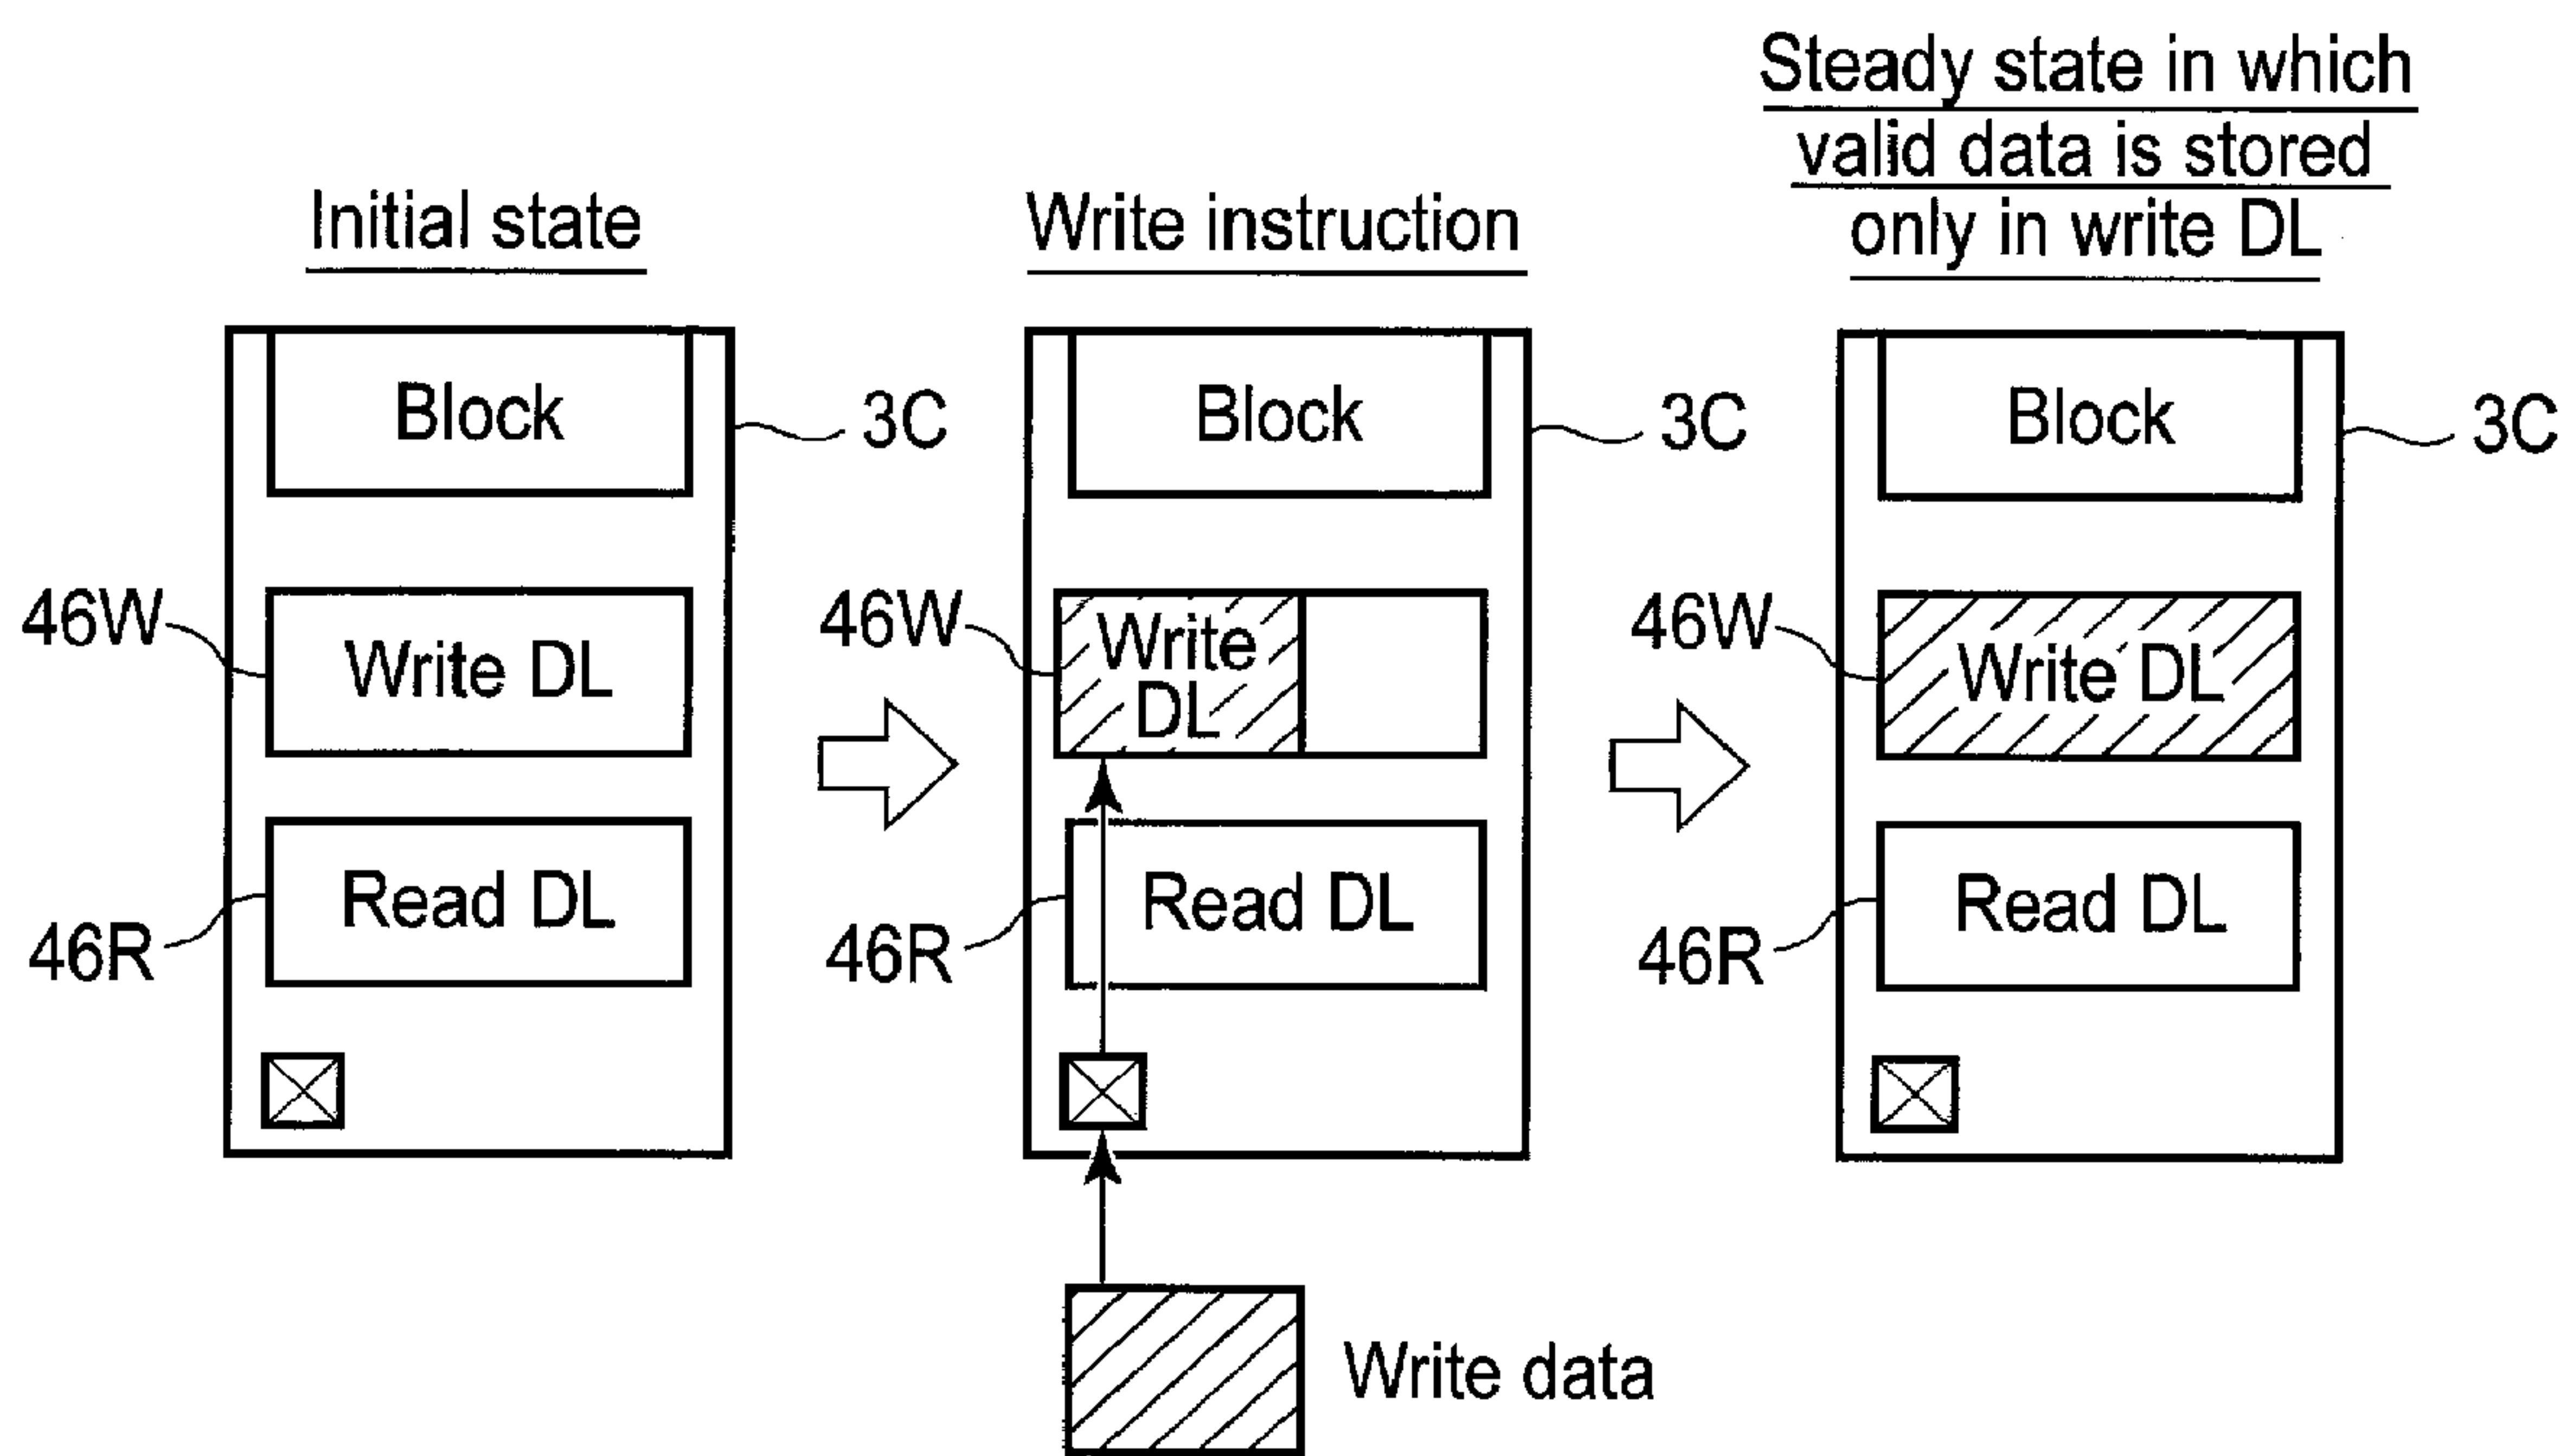 Initial state
Block
3C
46W
Write DL
Read DL
46R
Write instruction
Block
3C
46W
Write
DL
Read DL
46R
Write data
Steady state in which
valid data is stored
only in write DL
Block
3C
46W
Write DL
Read DL
46R